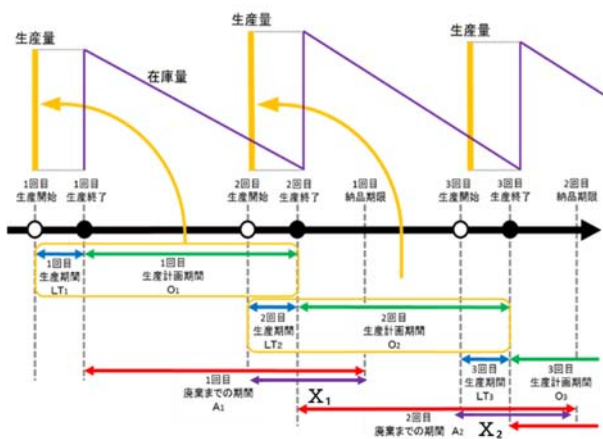 生産量
在庫量
生産量
生産量
1回目
生産開始
1回目
生産終了
2回目
生産開始
2回目
生産終了
1回目
納品期限
3回目
生産開始
3回目
生産終了
2回目
納品期限
1回目
生産期間
LT₁
1回目
生産計画期間
O₁
2回目
生産期間
LT₂
2回目
生産計画期間
O₂
3回目
生産期間
LT₃
3回目
生産計画期間
O₃
1回目
廃棄までの期間
A₁
X₁
2回目
廃棄までの期間 A₂
X₂